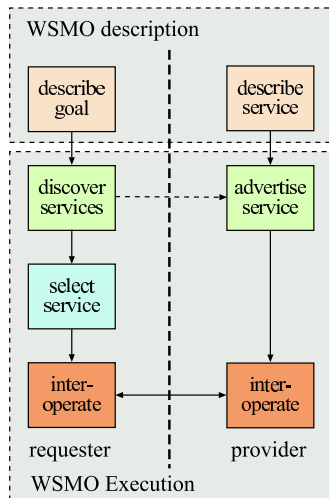 WSMO description
describe
goal
describe
service
discover
services
advertise
service
select
service
inter-
operate
inter-
operate
requester
provider
WSMO Execution